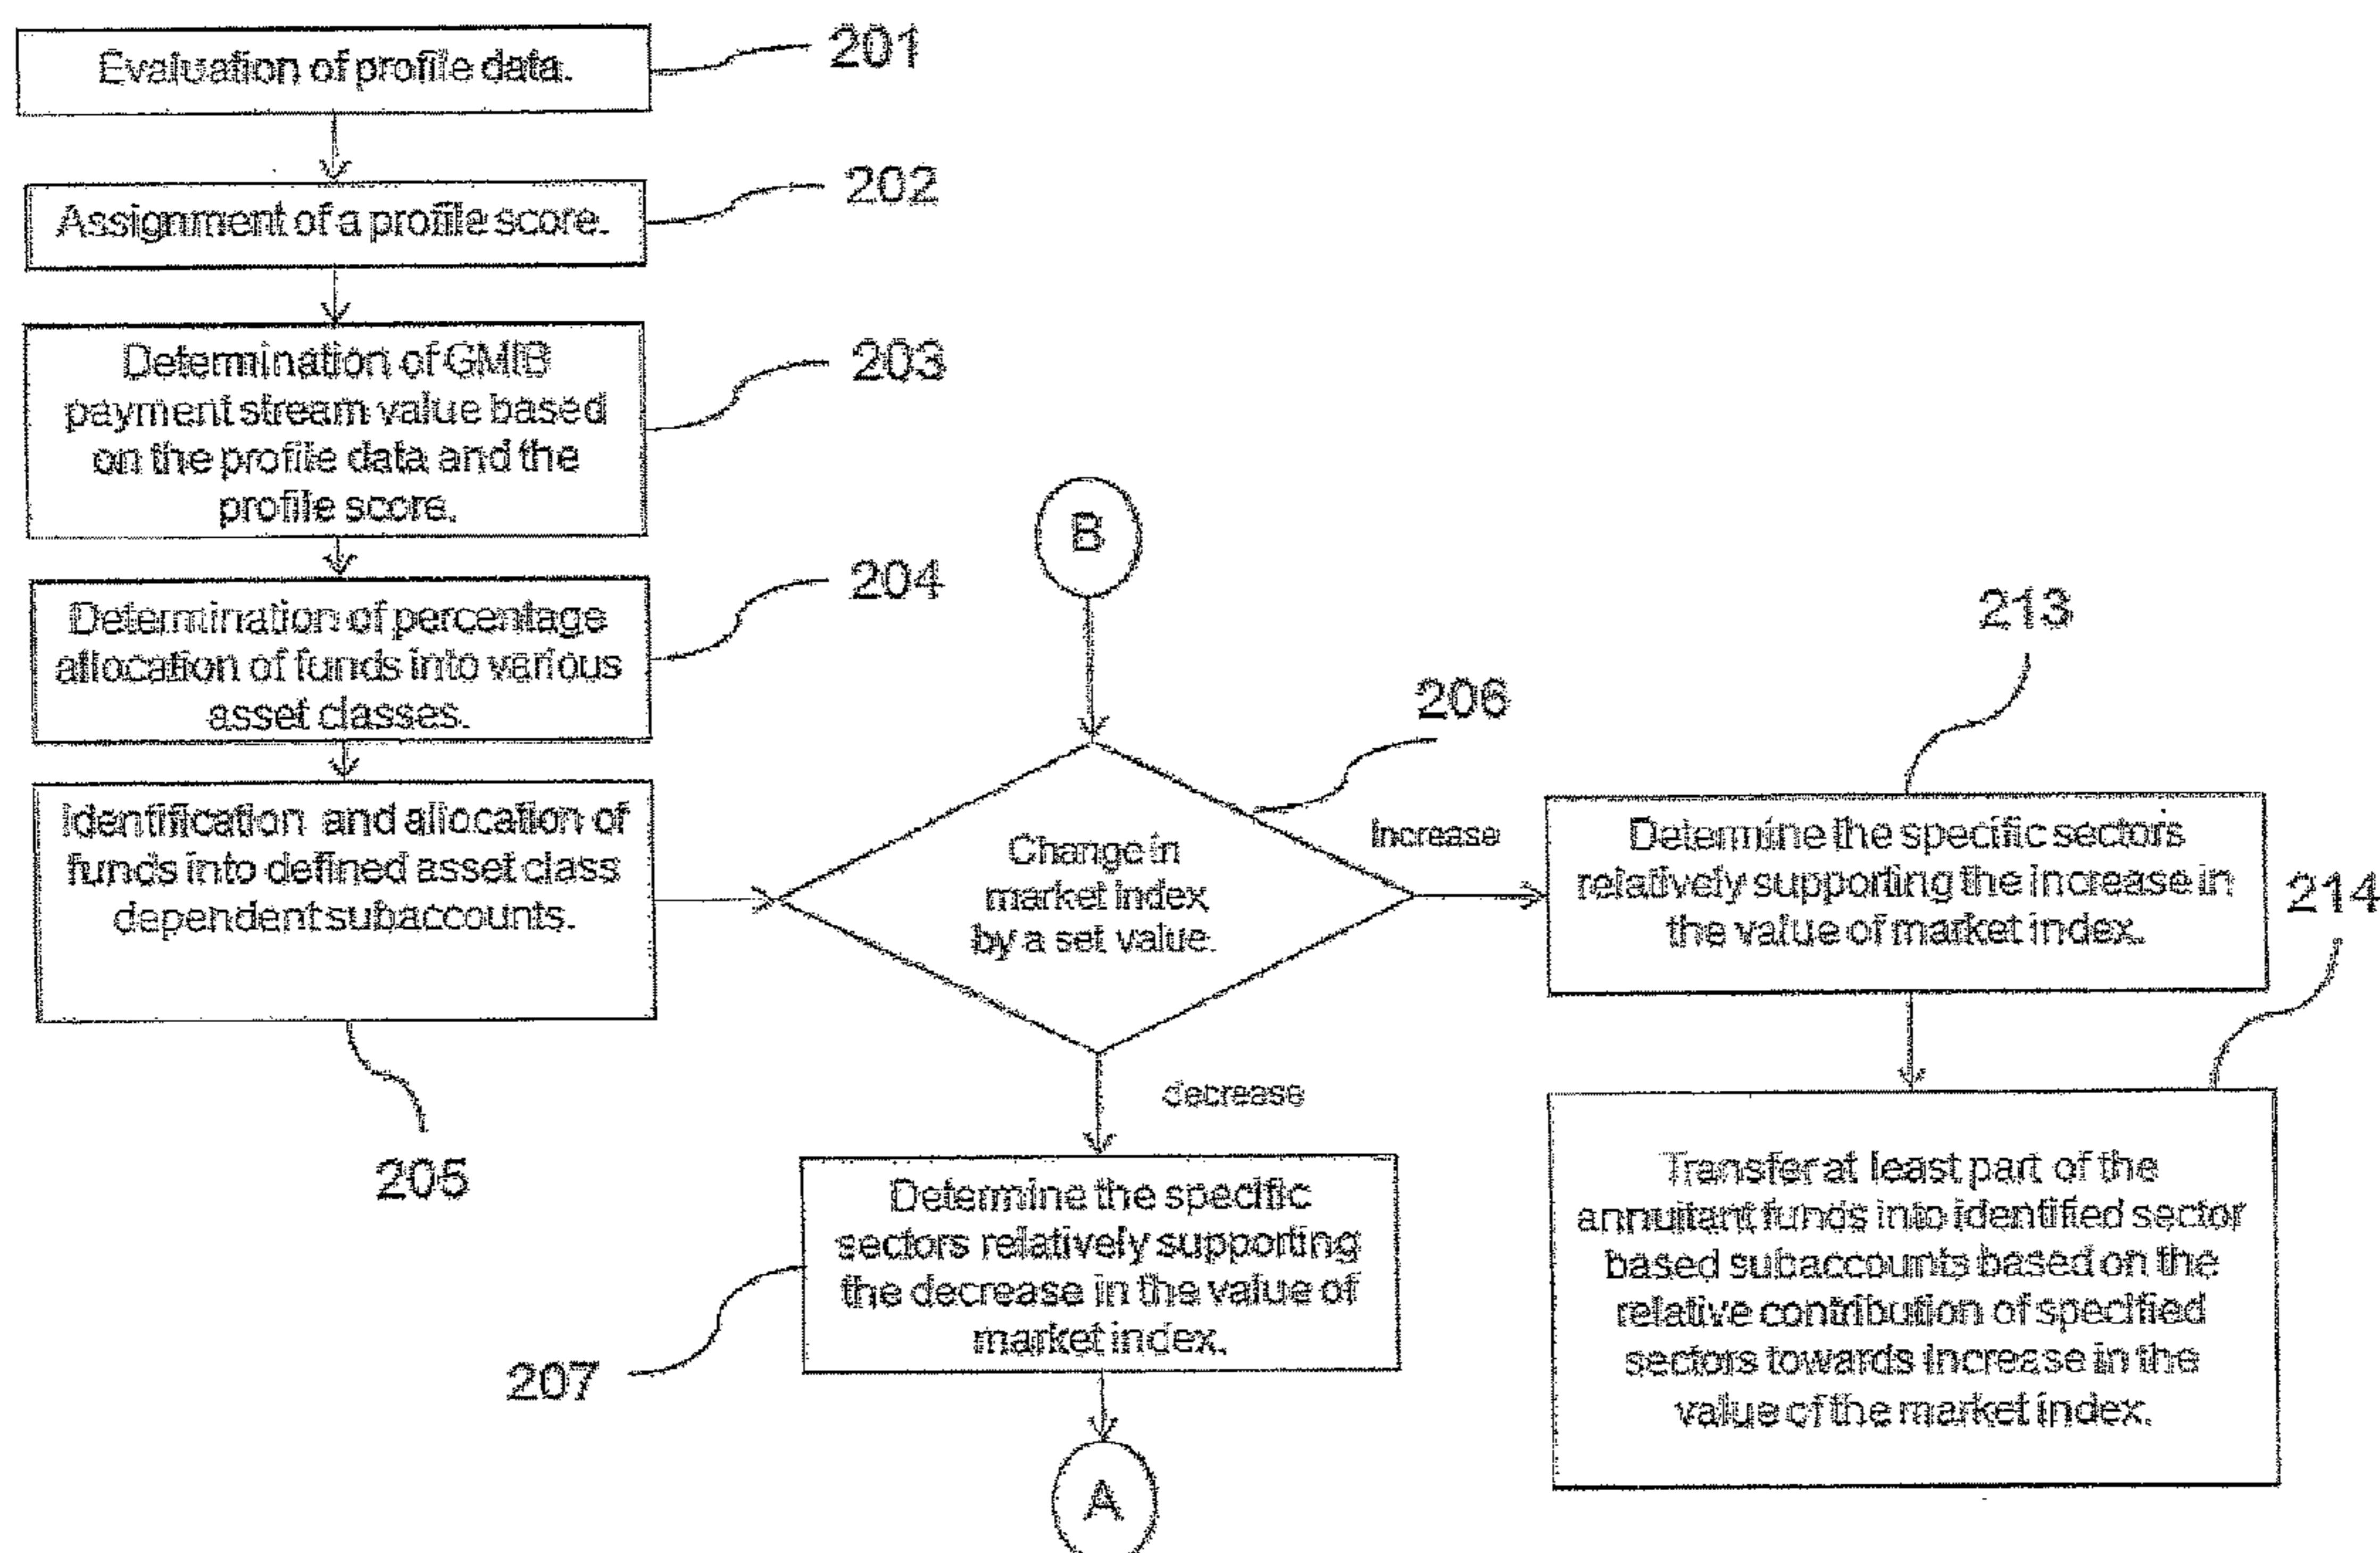 Evaluation of profile data.
201
Assignment of a profile score.
202
Determination of GMIB
payment stream value based
on the profile data and the
profile score.
203
Determination of percentage
allocation of funds into various
asset classes.
204
Identification and allocation of
funds into defined asset class
dependent subaccounts.
205
B
Change in
market index
by a set value.
206
Increase
decrease
Determine the specific sectors
relatively supporting the increase in
the value of market index.
213
Transfer at least part of the
annuitant funds into identified sector
based subaccounts based on the
relative contribution of specified
sectors towards increase in the
value of the market index.
214
Determine the specific
sectors relatively supporting
the decrease in the value of
market index.
207
A